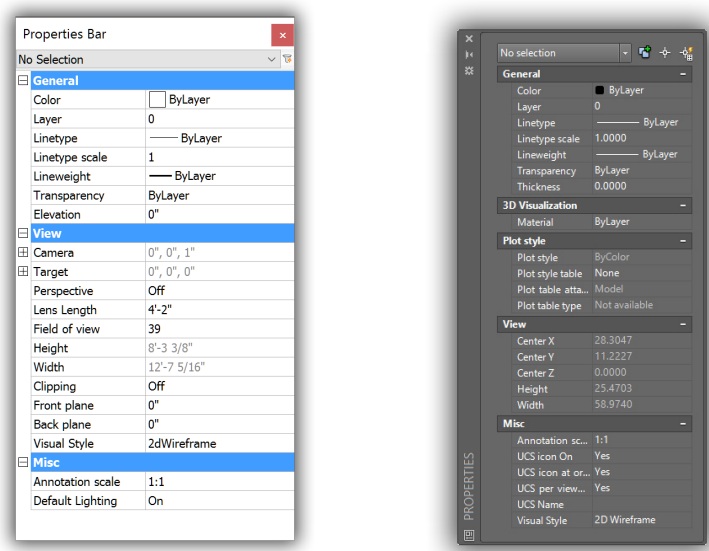 Properties Bar
No Selection
General
Color ByLayer
Layer 0
Linetype ByLayer
Linetype scale 1
Lineweight ByLayer
Transparency ByLayer
Elevation 0"
View
Camera 0", 0", 1"
Target 0", 0", 0"
Perspective Off
Lens Length 4'-2"
Field of view 39
Height 8'-3 3/8"
Width 12'-7 5/16"
Clipping Off
Front plane 0"
Back plane 0"
Visual Style 2dWireframe
Misc
Annotation scale 1:1
Default Lighting On
No selection
General
Color ByLayer
Layer 0
Linetype ByLayer
Linetype scale 1.0000
Lineweight ByLayer
Transparency ByLayer
Thickness 0.0000
3D Visualization
Material ByLayer
Plot style
Plot style ByColor
Plot style table None
Plot table atta... Model
Plot table type Not available
View
Center X 28.3047
Center Y 11.2227
Center Z 0.0000
Height 25.4703
Width 58.9740
Misc
Annotation sc... 1:1
UCS icon On Yes
UCS icon at or... Yes
UCS per view... Yes
UCS Name
Visual Style 2D Wireframe
PROPERTIES